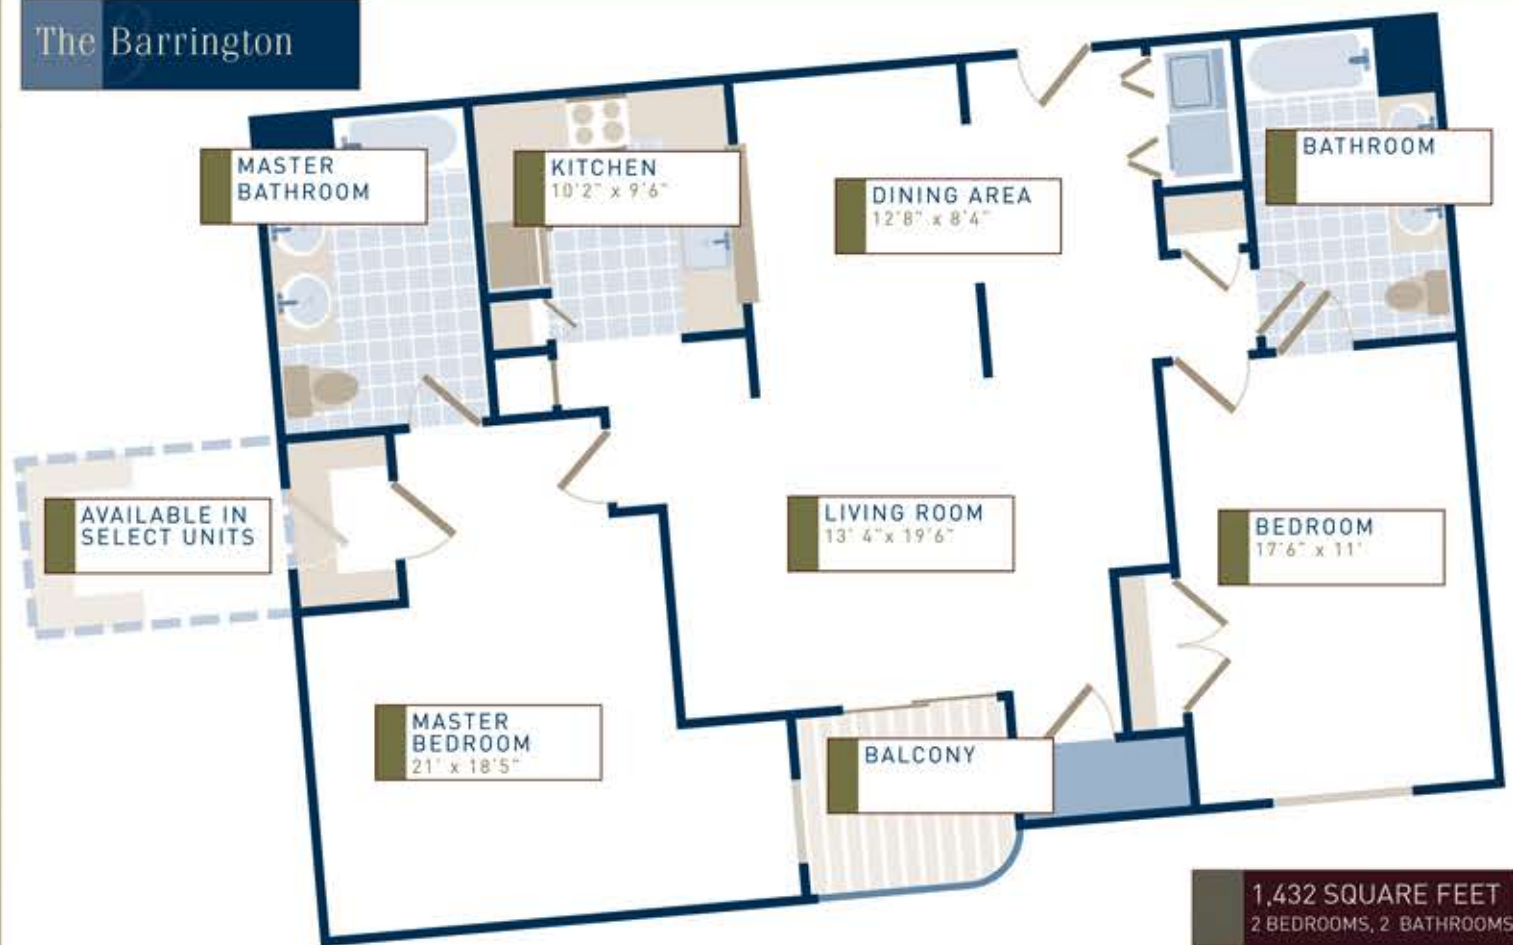 The Barrington
MASTER
BATHROOM
KITCHEN
10'2" x 9'6"
DINING AREA
12'8" x 8'4"
BATHROOM
AVAILABLE IN
SELECT UNITS
LIVING ROOM
13' 4" x 19'6"
BEDROOM
17'6" x 11'
MASTER
BEDROOM
21' x 18'5"
BALCONY
1,432 SQUARE FEET
2 BEDROOMS, 2 BATHROOMS